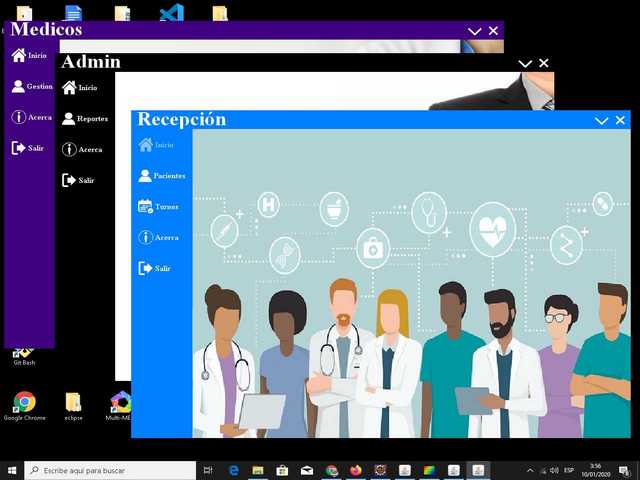 Medicos
Inicio
Gestion
Acerca
Salir
Admin
Inicio
Reportes
Acerca
Salir
Recepción
Inicio
Pacientes
Turnos
Acerca
Salir
H
Git Bash
Google Chrome
eclipse
Multi-ME
Escribe aquí para buscar
ESP
3:56
10/01/2020